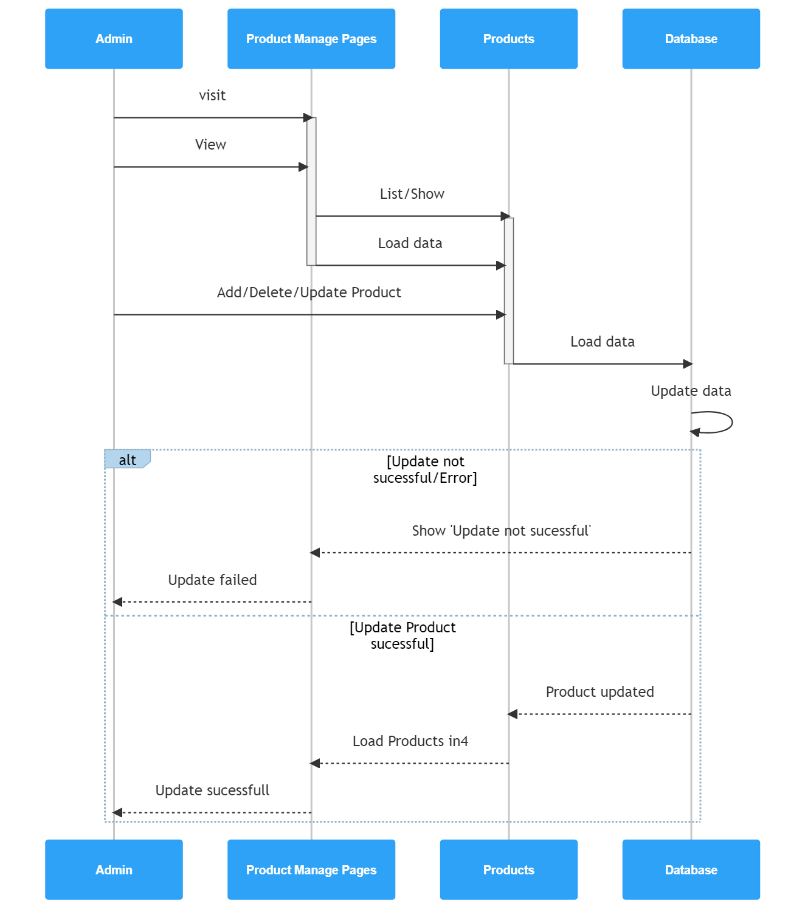 Admin
Product Manage Pages
Products
Database
visit
View
List/Show
Load data
Add/Delete/Update Product
Load data
Update data
alt
[Update not
sucessful/Error]
Show 'Update not sucessful'
Update failed
[Update Product
sucessful]
Product updated
Load Products in4
Update sucessfull
Admin
Product Manage Pages
Products
Database